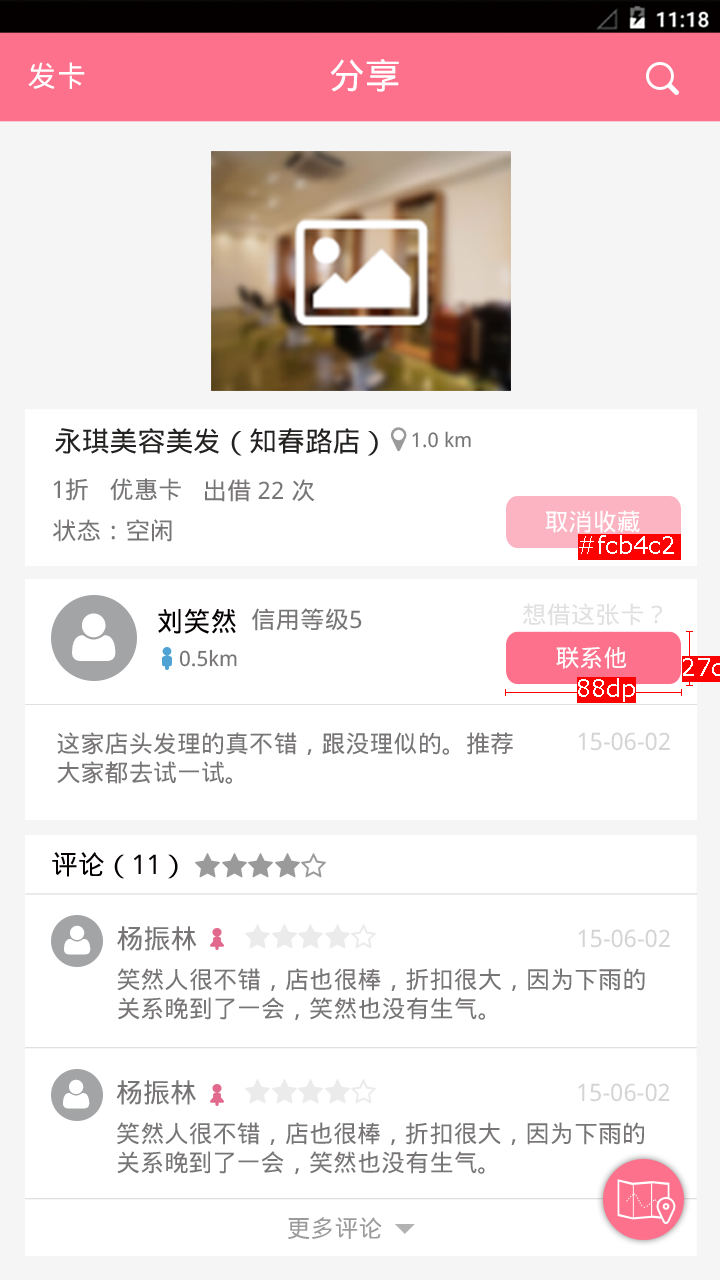 11:18
发卡 分享
永琪美容美发（知春路店） 1.0 km
1折 优惠卡 出借 22 次
状态：空闲
取消收藏
#fcb4c2
刘笑然 信用等级5
想借这张卡？
0.5km
联系他
27d
88dp
这家店头发理的真不错，跟没理似的。推荐
大家都去试一试。
15-06-02
评论（11）
杨振林 15-06-02
笑然人很不错，店也很棒，折扣很大，因为下雨的
关系晚到了一会，笑然也没有生气。
杨振林 15-06-02
笑然人很不错，店也很棒，折扣很大，因为下雨的
关系晚到了一会，笑然也没有生气。
更多评论